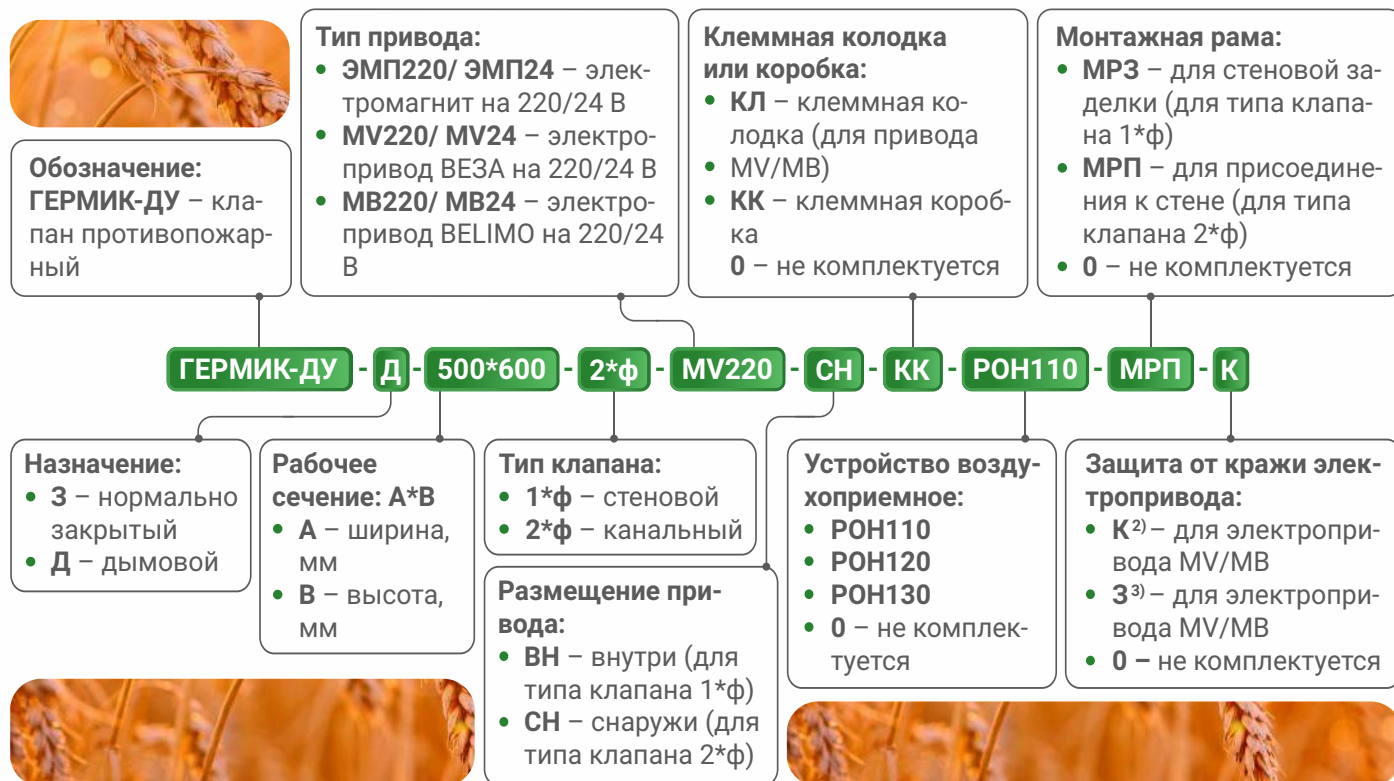 Тип привода:
ЭМП220/ ЭМП24 – элек-
тромагнит на 220/24 В
MV220/ MV24 – электро-
привод ВЕЗА на 220/24 В
MB220/ MB24 – электро-
привод BELIMO на 220/24
В
Клеммная колодка
или коробка:
КЛ – клеммная ко-
лодка (для привода
MV/MB)
КК – клеммная короб-
ка
0 – не комплектуется
Монтажная рама:
МРЗ – для стеновой за-
делки (для типа клапа-
на 1*ф)
МРП – для присоедине-
ния к стене (для типа
клапана 2*ф)
0 – не комплектуется
Обозначение:
ГЕРМИК-ДУ – кла-
пан противопожар-
ный
ГЕРМИК-ДУ - Д - 500*600 - 2*ф - MV220 - СН - КК - РОН110 - МРП - К
Назначение:
З – нормально
закрытый
Д – дымовой
Рабочее
сечение: А*В
А – ширина,
мм
В – высота,
мм
Тип клапана:
1*ф – стеновой
2*ф – канальный
Размещение при-
вода:
ВН – внутри (для
типа клапана 1*ф)
СН – снаружи (для
типа клапана 2*ф)
Устройство возду-
хоприемное:
РОН110
РОН120
РОН130
0 – не комплек-
туется
Защита от кражи элек-
тропривода:
К²⁾ – для электропри-
вода MV/MB
З³⁾ – для электропри-
вода MV/MB
0 – не комплектуется